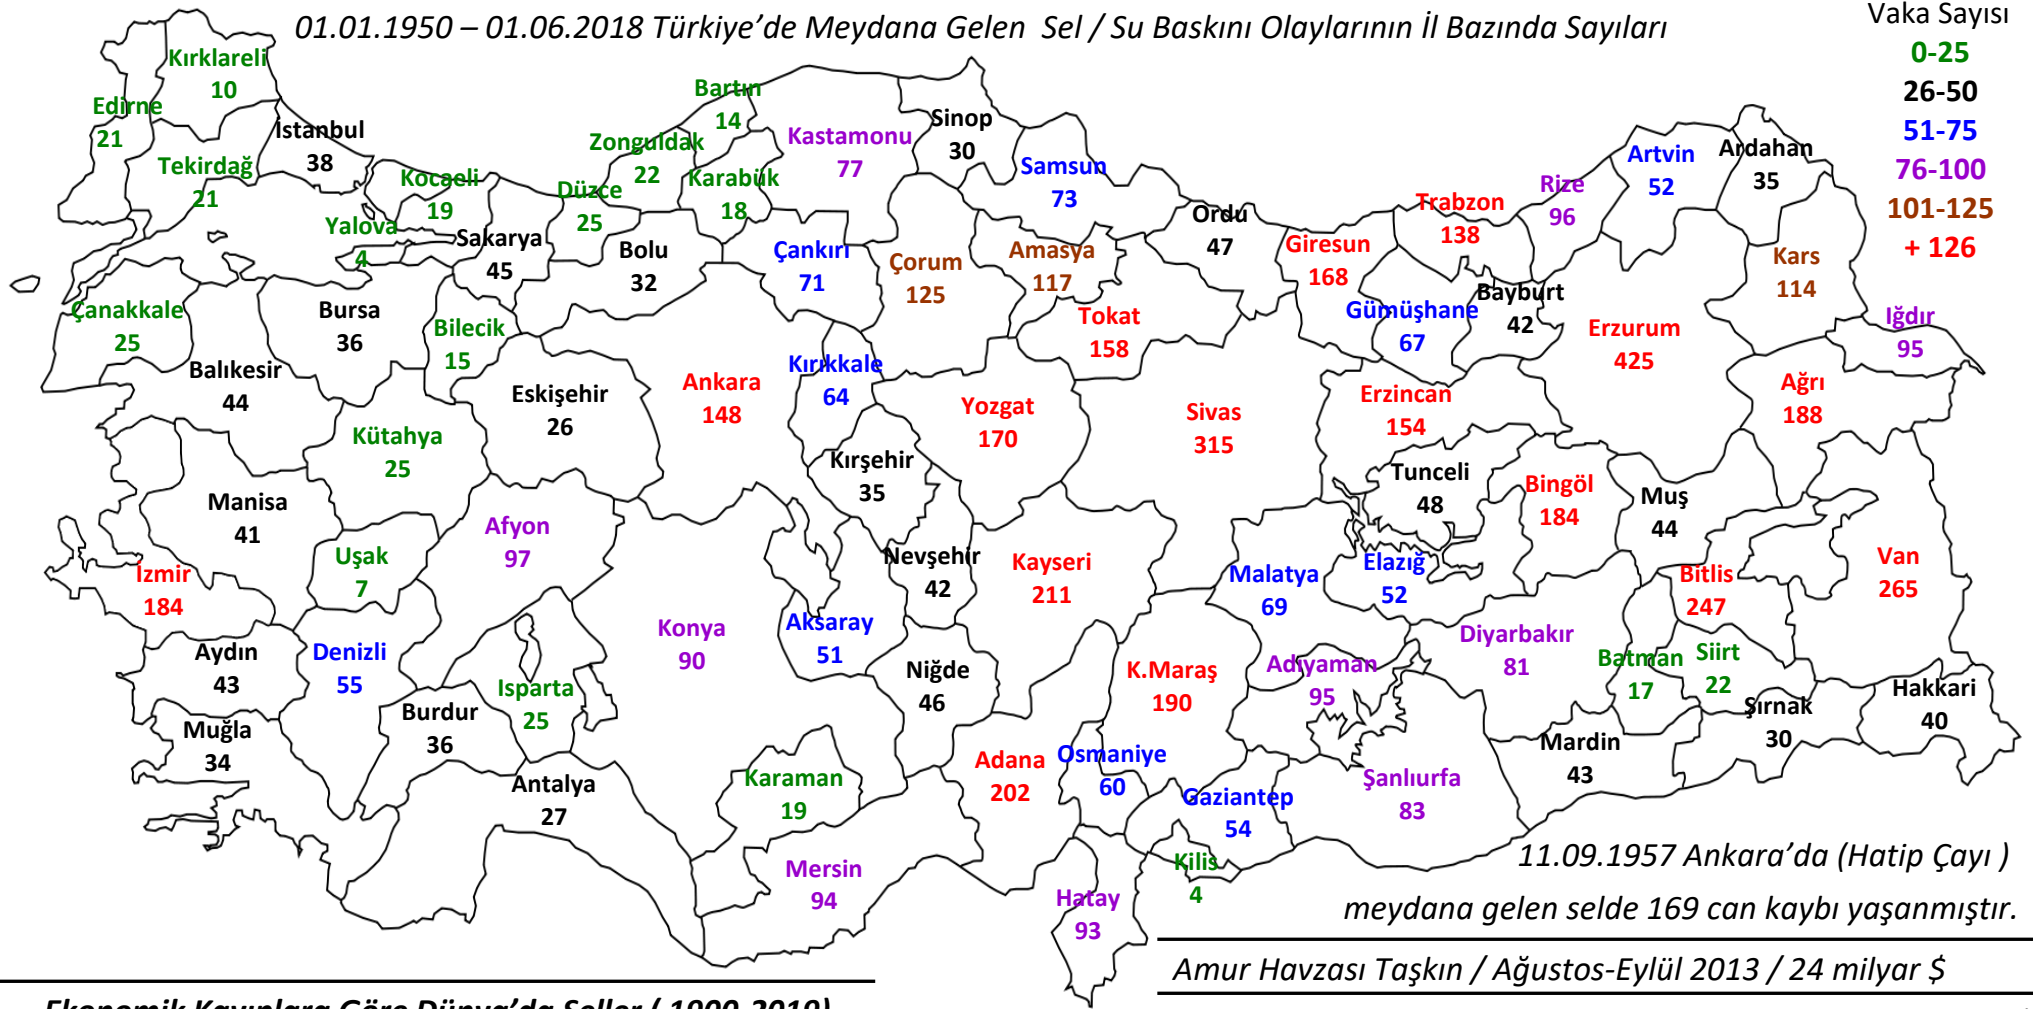 01.01.1950 – 01.06.2018 Türkiye’de Meydana Gelen Sel / Su Baskını Olaylarının İl Bazında Sayıları
Vaka Sayısı
0-25
26-50
51-75
76-100
101-125
+ 126
Kırklareli
10
Edirne
21
Tekirdağ
21
İstanbul
38
Kocaeli
19
Yalova
4
Sakarya
45
Düzce
25
Zonguldak
22
Bartın
14
Karabük
18
Kastamonu
77
Sinop
30
Samsun
73
Ordu
47
Giresun
168
Trabzon
138
Rize
96
Artvin
52
Ardahan
35
Kars
114
Iğdır
95
Çanakkale
25
Balıkesir
44
Bursa
36
Bilecik
15
Bolu
32
Çankırı
71
Çorum
125
Amasya
117
Tokat
158
Gümüşhane
67
Bayburt
42
Erzurum
425
Ağrı
188
Kütahya
25
Eskişehir
26
Ankara
148
Kırıkkale
64
Yozgat
170
Sivas
315
Erzincan
154
Kırşehir
35
Tunceli
48
Bingöl
184
Muş
44
Manisa
41
Afyon
97
Uşak
7
İzmir
184
Nevşehir
42
Kayseri
211
Malatya
69
Elazığ
52
Bitlis
247
Van
265
Aydın
43
Denizli
55
Konya
90
Aksaray
51
Niğde
46
K.Maraş
190
Adıyaman
95
Diyarbakır
81
Batman
17
Siirt
22
Şırnak
30
Hakkari
40
Muğla
34
Burdur
36
Isparta
25
Antalya
27
Karaman
19
Mersin
94
Adana
202
Osmaniye
60
Gaziantep
54
Şanlıurfa
83
Mardin
43
Kilis
4
Hatay
93
11.09.1957 Ankara’da (Hatip Çayı )
meydana gelen selde 169 can kaybı yaşanmıştır.
Amur Havzası Taşkın / Ağustos-Eylül 2013 / 24 milyar $
Ekonomik Kayıplara Göre Dünya’da Seller ( 1900-2019)